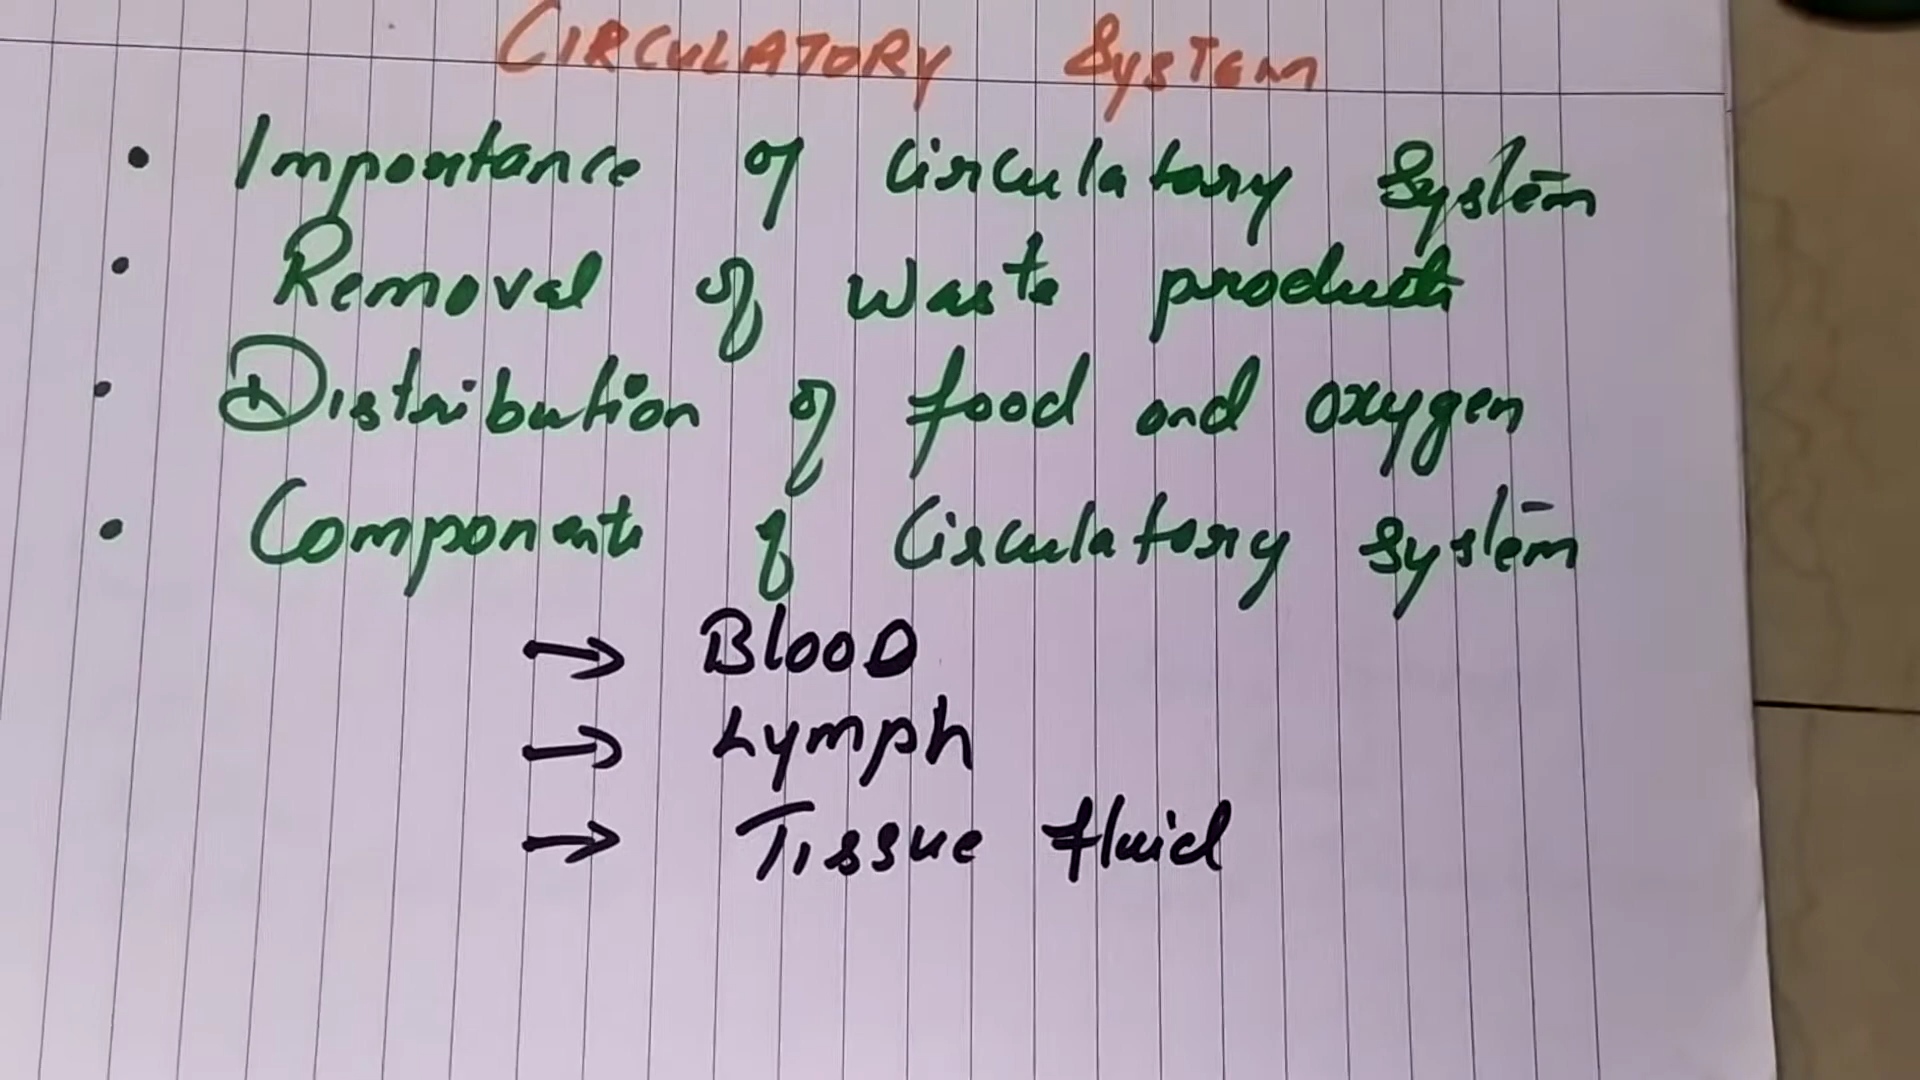 CIRCULATORY SYSTEM
• Importance of circulatory system
• Removal of waste products
• Distribution of food and oxygen
• Components of Circulatory system
→ Blood
→ Lymph
→ Tissue fluid